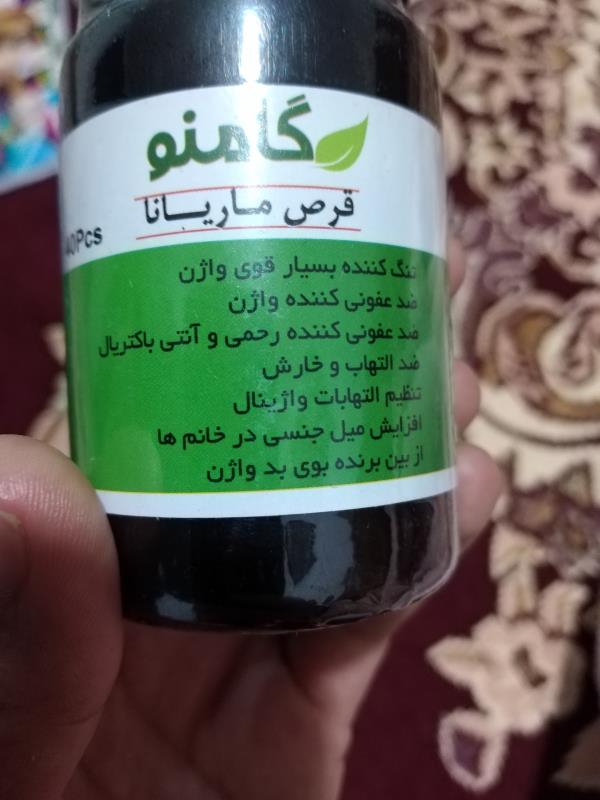 گامنو
قرص ماریانا
40Pcs
تنگ کننده بسیار قوی واژن
ضد عفونی کننده واژن
ضد عفونی کننده رحمی و آنتی باکتریال
ضد التهاب و خارش
تنظیم التهابات واژینال
افزایش میل جنسی در خانم ها
از بین برنده بوی بد واژن